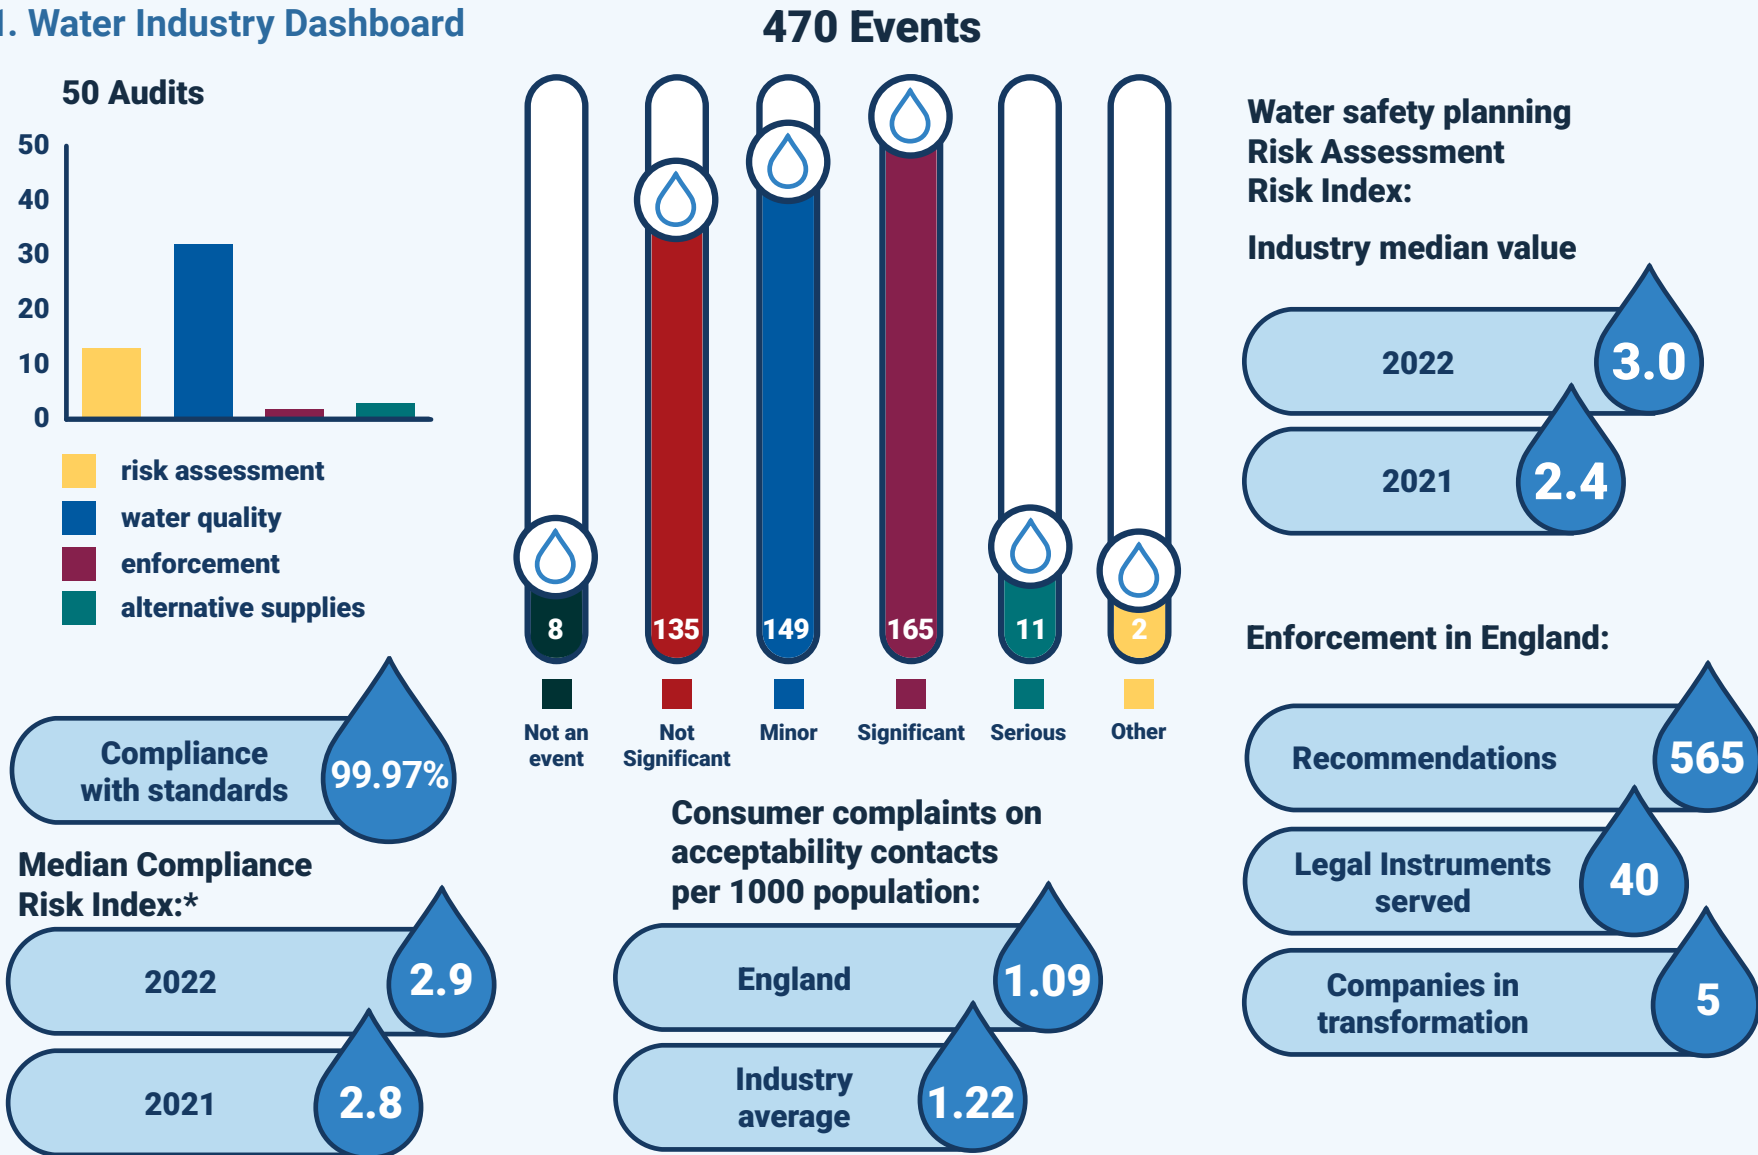 1. Water Industry Dashboard
50 Audits
50
40
30
20
10
0
risk assessment
water quality
enforcement
alternative supplies
Compliance
with standards
99.97%
Median Compliance
Risk Index:*
2022
2.9
2021
2.8
470 Events
8
135
149
165
11
2
Not an
event
Not
Significant
Minor
Significant
Serious
Other
Consumer complaints on
acceptability contacts
per 1000 population:
England
1.09
Industry
average
1.22
Water safety planning
Risk Assessment
Risk Index:
Industry median value
2022
3.0
2021
2.4
Enforcement in England:
Recommendations
565
Legal Instruments
served
40
Companies in
transformation
5